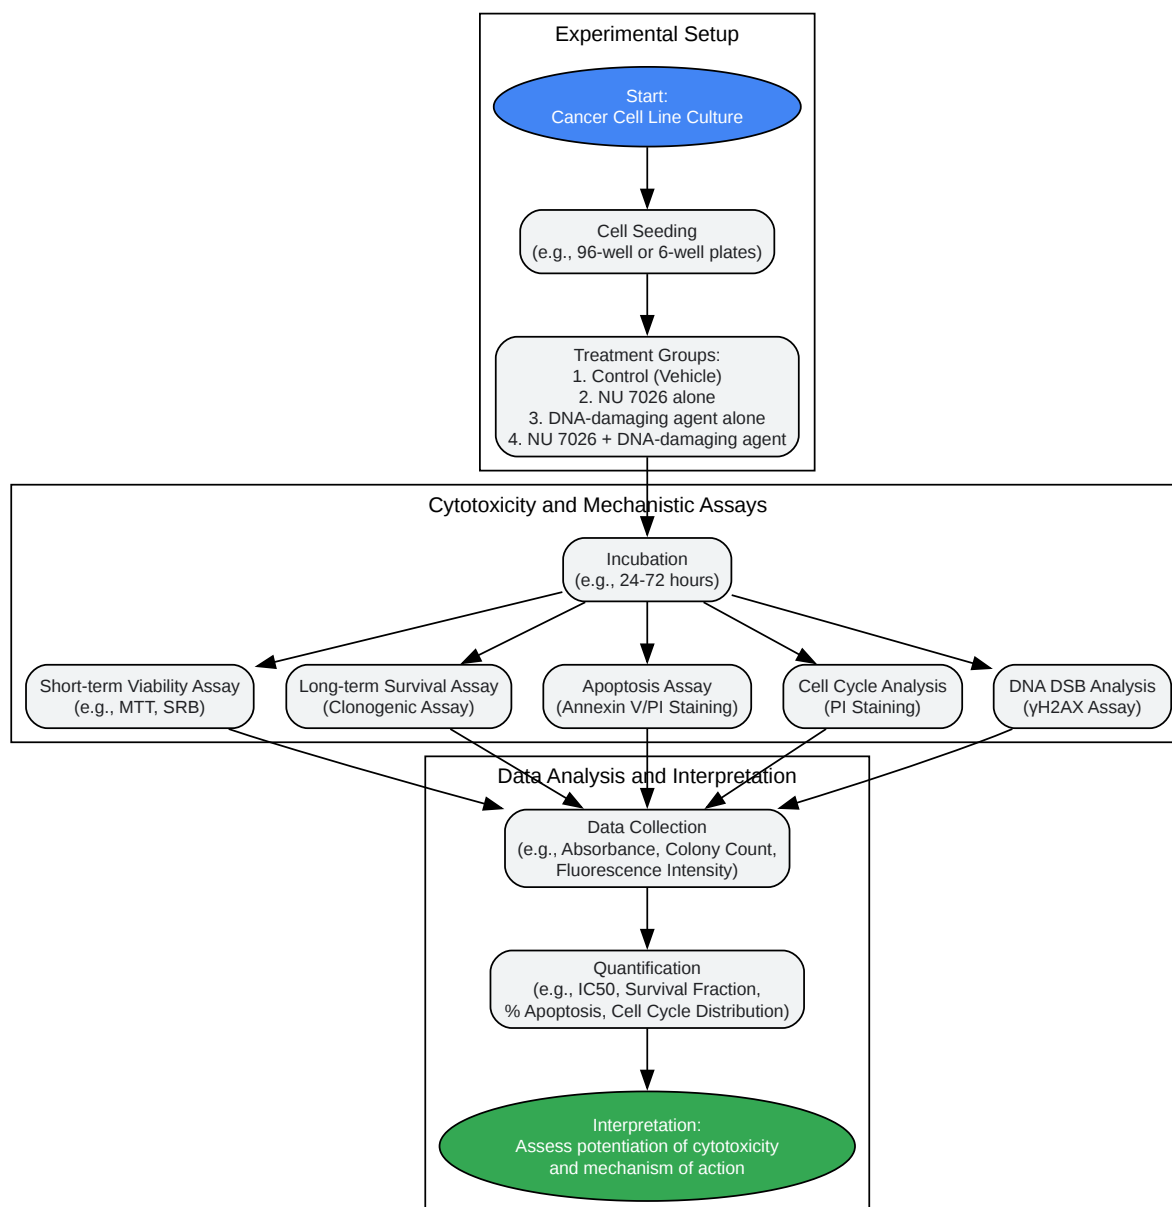 Experimental Setup
Start:
Cancer Cell Line Culture
Cell Seeding
(e.g., 96-well or 6-well plates)
Treatment Groups:
1. Control (Vehicle)
2. NU 7026 alone
3. DNA-damaging agent alone
4. NU 7026 + DNA-damaging agent
Cytotoxicity and Mechanistic Assays
Incubation
(e.g., 24-72 hours)
Short-term Viability Assay
(e.g., MTT, SRB)
Long-term Survival Assay
(Clonogenic Assay)
Apoptosis Assay
(Annexin V/PI Staining)
Cell Cycle Analysis
(PI Staining)
DNA DSB Analysis
(γH2AX Assay)
Data Analysis and Interpretation
Data Collection
(e.g., Absorbance, Colony Count,
Fluorescence Intensity)
Quantification
(e.g., IC50, Survival Fraction,
% Apoptosis, Cell Cycle Distribution)
Interpretation:
Assess potentiation of cytotoxicity
and mechanism of action